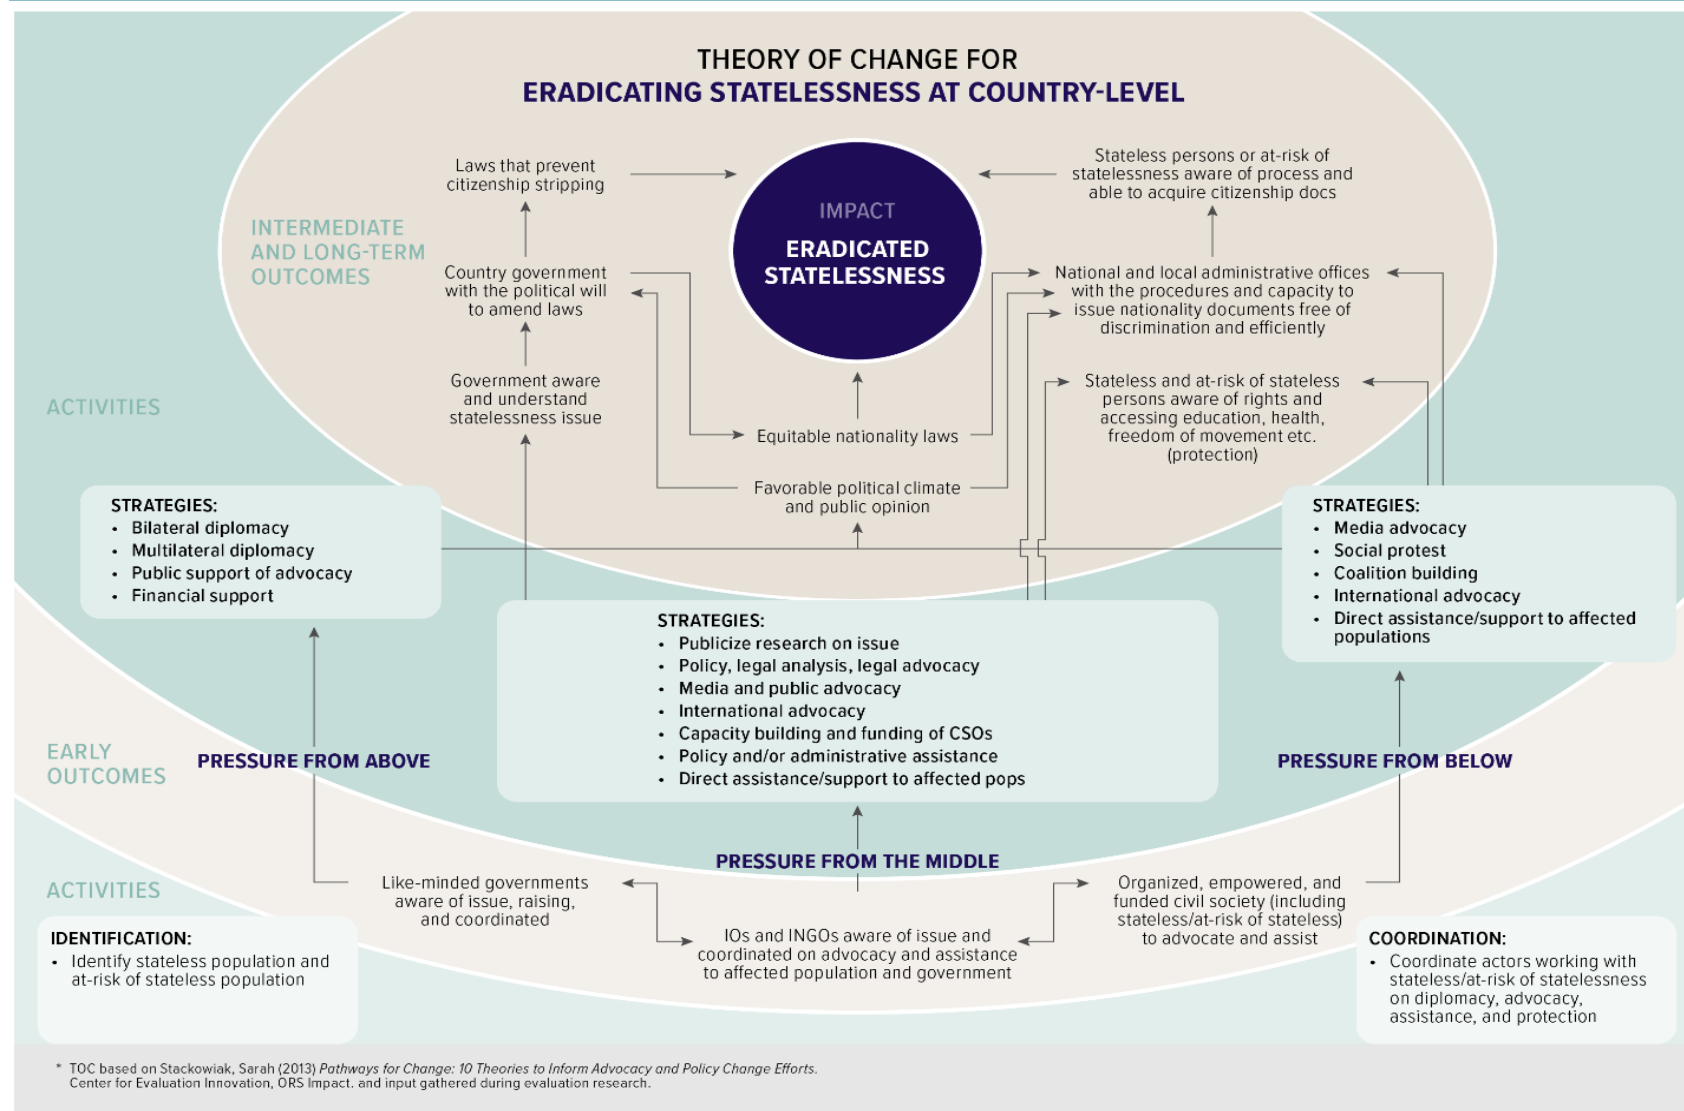 THEORY OF CHANGE FOR
ERADICATING STATELESSNESS AT COUNTRY-LEVEL
Laws that prevent
citizenship stripping
Stateless persons or at-risk of
statelessness aware of process and
able to acquire citizenship docs
IMPACT
ERADICATED
STATELESSNESS
INTERMEDIATE
AND LONG-TERM
OUTCOMES
Country government
with the political will
to amend laws
National and local administrative offices
with the procedures and capacity to
issue nationality documents free of
discrimination and efficiently
Government aware
and understand
statelessness issue
Stateless and at-risk of stateless
persons aware of rights and
accessing education, health,
freedom of movement etc.
(protection)
ACTIVITIES
Equitable nationality laws
Favorable political climate
and public opinion
STRATEGIES:
• Bilateral diplomacy
• Multilateral diplomacy
• Public support of advocacy
• Financial support
STRATEGIES:
• Media advocacy
• Social protest
• Coalition building
• International advocacy
• Direct assistance/support to affected
populations
STRATEGIES:
• Publicize research on issue
• Policy, legal analysis, legal advocacy
• Media and public advocacy
• International advocacy
• Capacity building and funding of CSOs
• Policy and/or administrative assistance
• Direct assistance/support to affected pops
EARLY
OUTCOMES
PRESSURE FROM ABOVE
PRESSURE FROM BELOW
PRESSURE FROM THE MIDDLE
ACTIVITIES
Like-minded governments
aware of issue, raising,
and coordinated
IOs and INGOs aware of issue and
coordinated on advocacy and assistance
to affected population and government
Organized, empowered, and
funded civil society (including
stateless/at-risk of stateless)
to advocate and assist
IDENTIFICATION:
• Identify stateless population and
at-risk of stateless population
COORDINATION:
• Coordinate actors working with
stateless/at-risk of statelessness
on diplomacy, advocacy,
assistance, and protection
* TOC based on Stackowiak, Sarah (2013) Pathways for Change: 10 Theories to Inform Advocacy and Policy Change Efforts.
Center for Evaluation Innovation, ORS Impact. and input gathered during evaluation research.